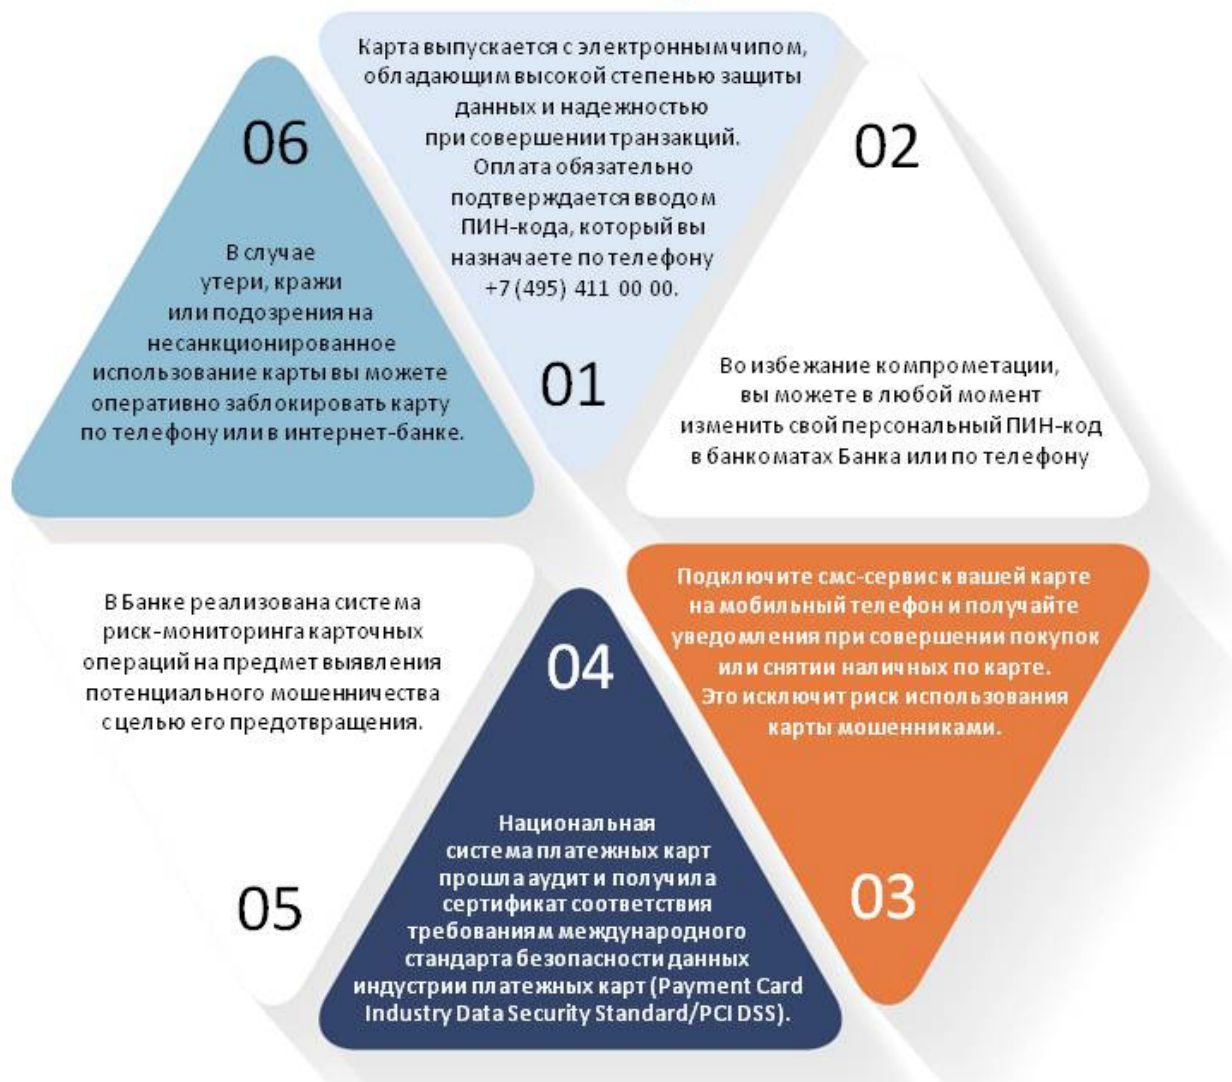 Карта выпускается с электронным чипом,
обладающим высокой степенью защиты
данных и надежностью
при совершении транзакций.
Оплата обязательно
подтверждается вводом
ПИН-кода, который вы
назначаете по телефону
+7 (495) 411 00 00.
01
02
Во избежание компрометации,
вы можете в любой момент
изменить свой персональный ПИН-код
в банкоматах Банка или по телефону
Подключите смс-сервис к вашей карте
на мобильный телефон и получайте
уведомления при совершении покупок
или снятии наличных по карте.
Это исключит риск использования
карты мошенниками.
03
04
Национальная
система платежных карт
прошла аудит и получила
сертификат соответствия
требованиям международного
стандарта безопасности данных
индустрии платежных карт (Payment Card
Industry Data Security Standard/PCI DSS).
В Банке реализована система
риск-мониторинга карточных
операций на предмет выявления
потенциального мошенничества
с целью его предотвращения.
05
06
В случае
утери, кражи
или подозрения на
несанкционированное
использование карты вы можете
оперативно заблокировать карту
по телефону или в интернет-банке.